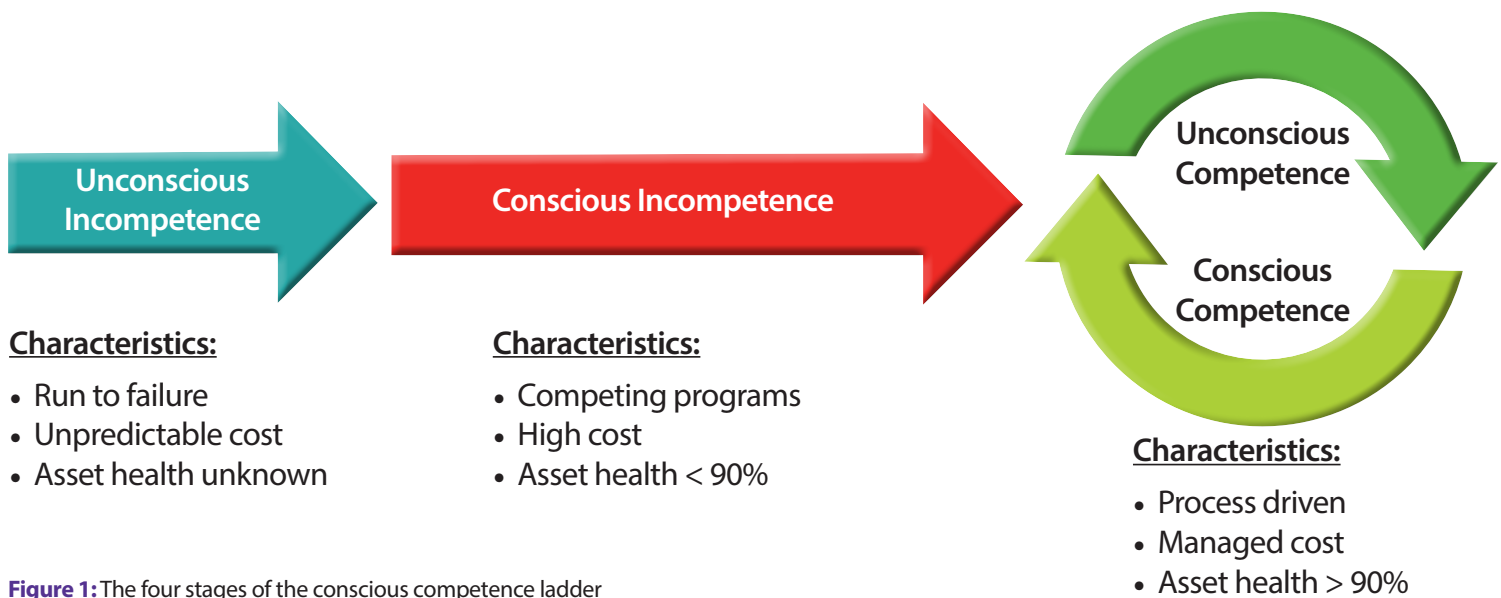 Unconscious
Incompetence
Conscious Incompetence
Unconscious
Competence
Conscious
Competence
Characteristics:
• Run to failure
• Unpredictable cost
• Asset health unknown
Characteristics:
• Competing programs
• High cost
• Asset health < 90%
Characteristics:
• Process driven
• Managed cost
• Asset health > 90%
Figure 1: The four stages of the conscious competence ladder